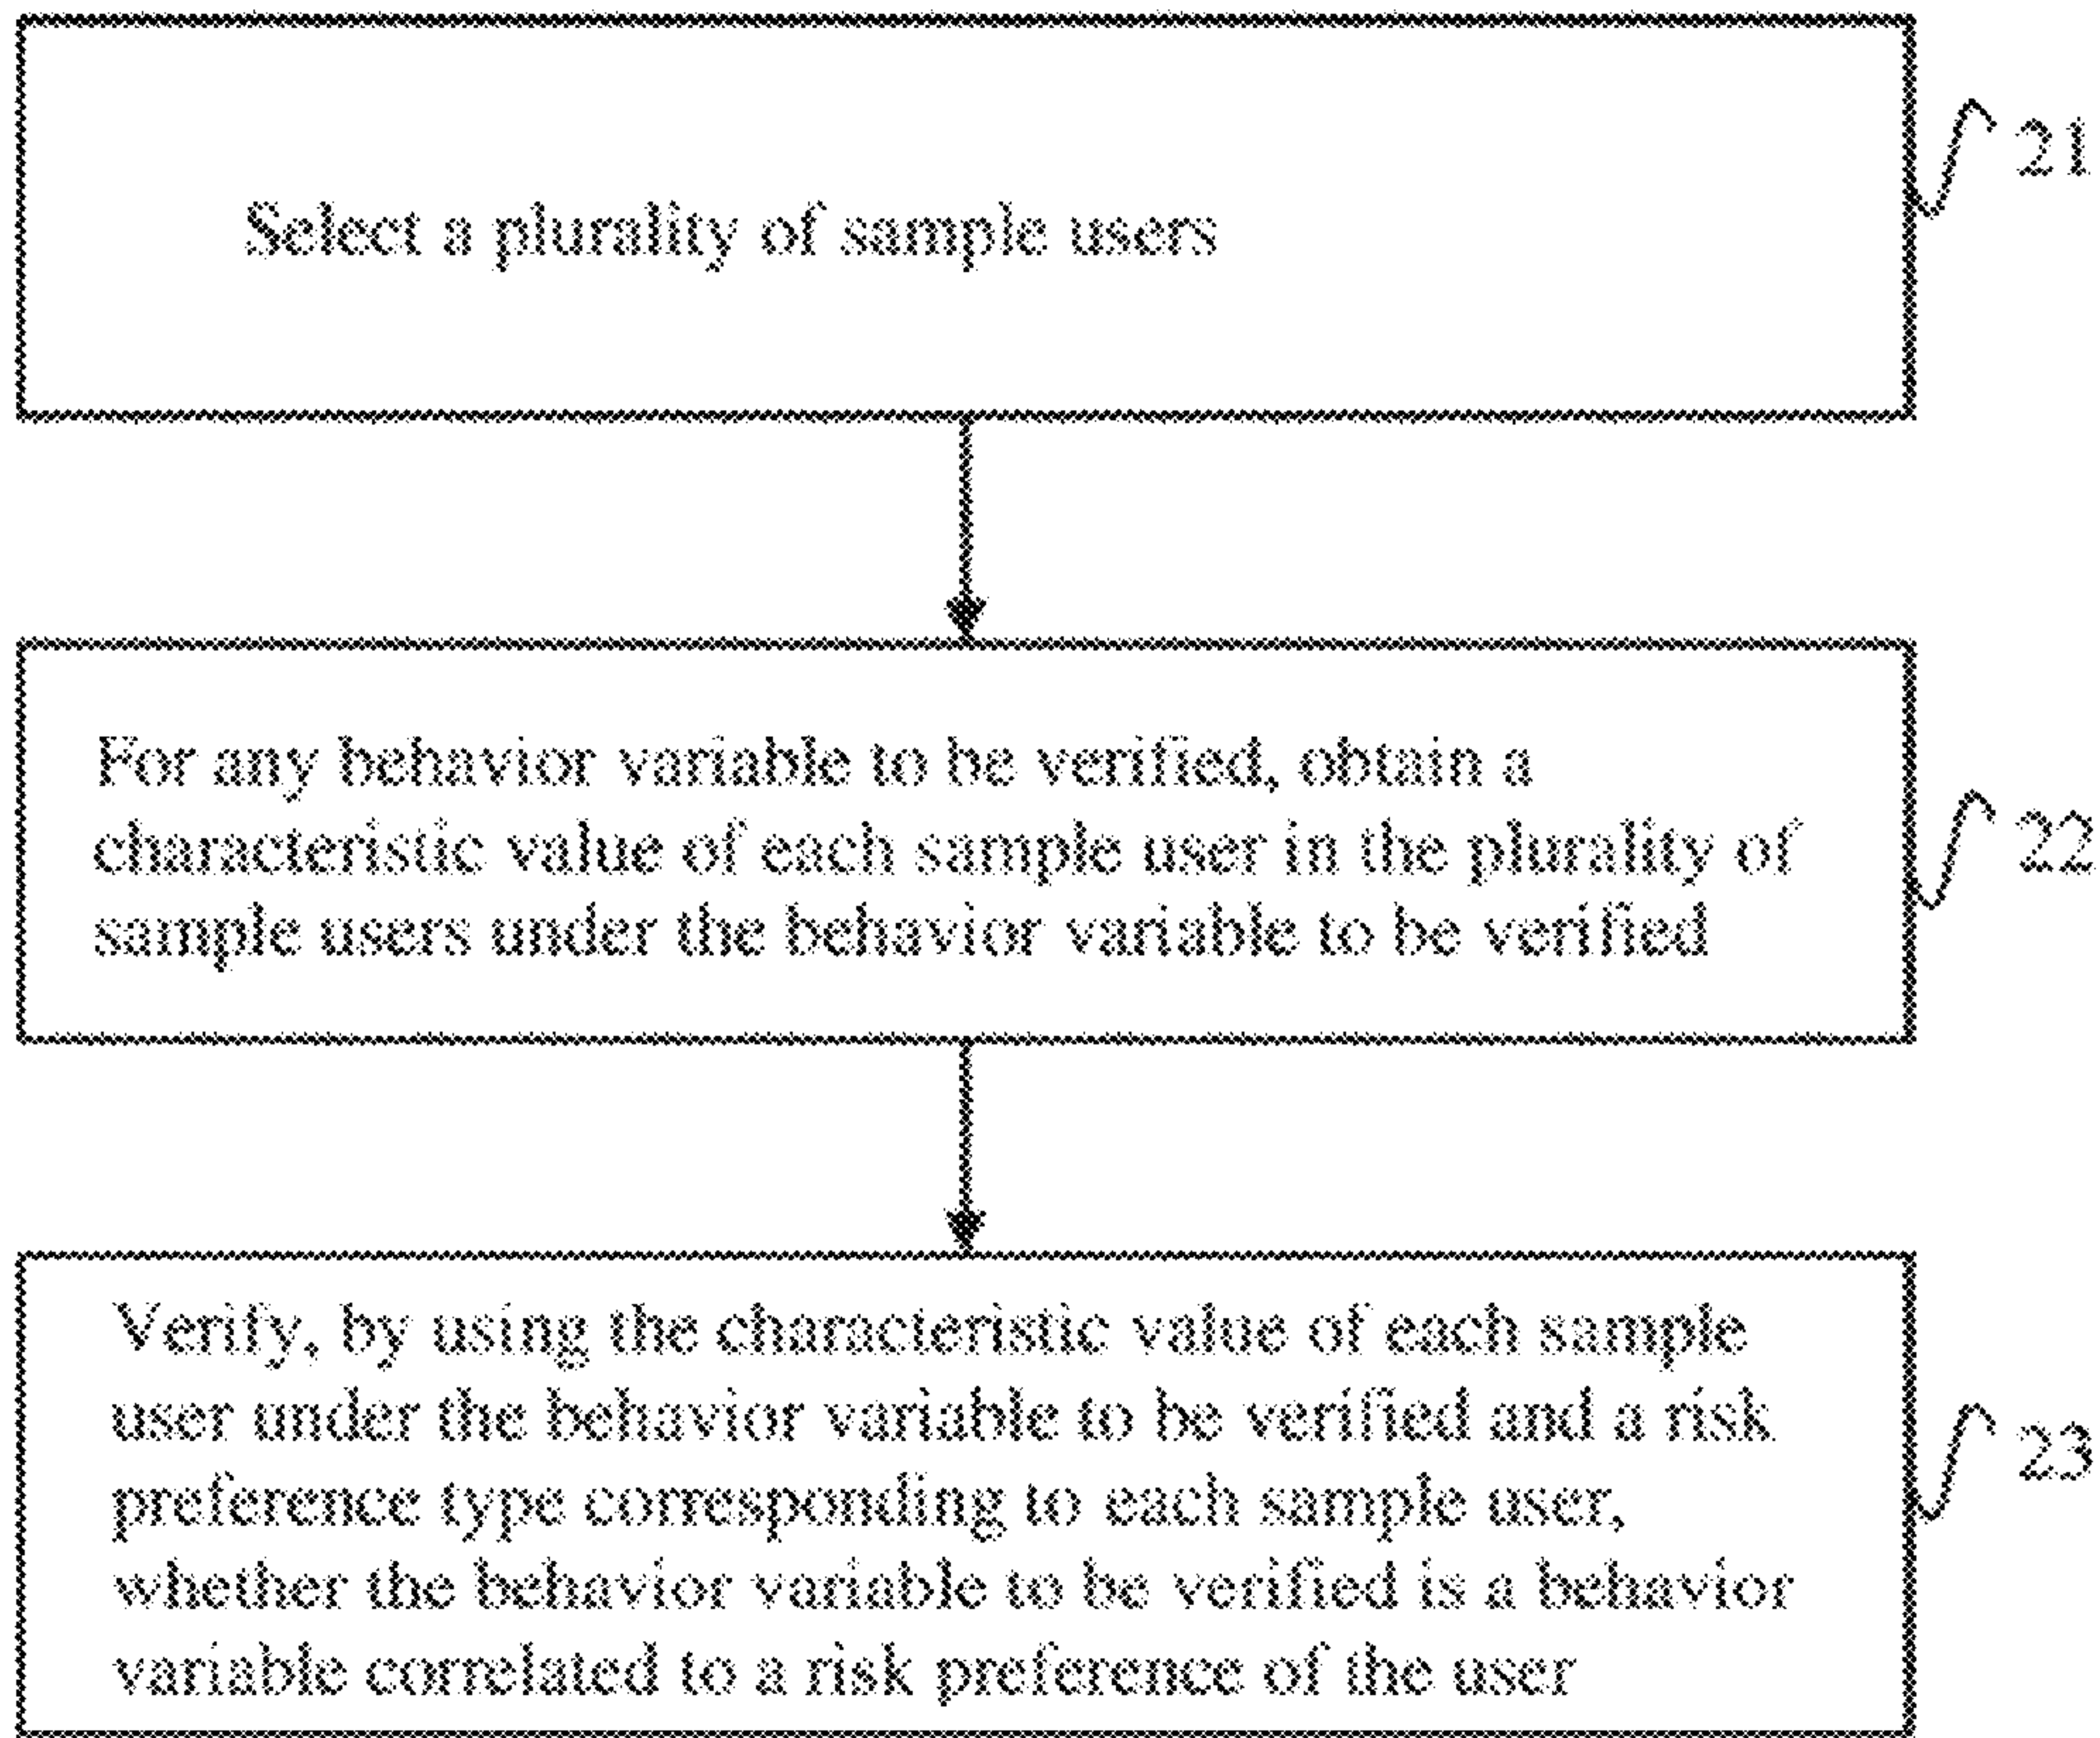 Select a plurality of sample users
21
For any behavior variable to be verified, obtain a
characteristic value of each sample user in the plurality of
sample users under the behavior variable to be verified
22
Verify, by using the characteristic value of each sample
user under the behavior variable to be verified and a risk
preference type corresponding to each sample user,
whether the behavior variable to be verified is a behavior
variable correlated to a risk preference of the user
23